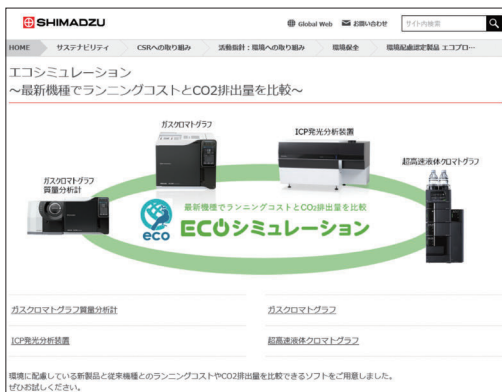 SHIMADZU
Global Web お問い合わせ サイト内検索
HOME サステナビリティ CSRへの取り組み 活動指針：環境への取り組み 環境保全 環境配慮認定製品 エコプロ…
エコシミュレーション
～最新機種でランニングコストとCO2排出量を比較～
ガスクロマトグラフ
ICP発光分析装置
超高速液体クロマトグラフ
ガスクロマトグラフ
質量分析計
最新機種でランニングコストとCO2排出量を比較
eco ECOシミュレーション
ガスクロマトグラフ質量分析計 ガスクロマトグラフ
ICP発光分析装置 超高速液体クロマトグラフ
環境に配慮している新製品と従来機種とのランニングコストやCO2排出量を比較できるソフトをご用意しました。
ぜひお試しください。